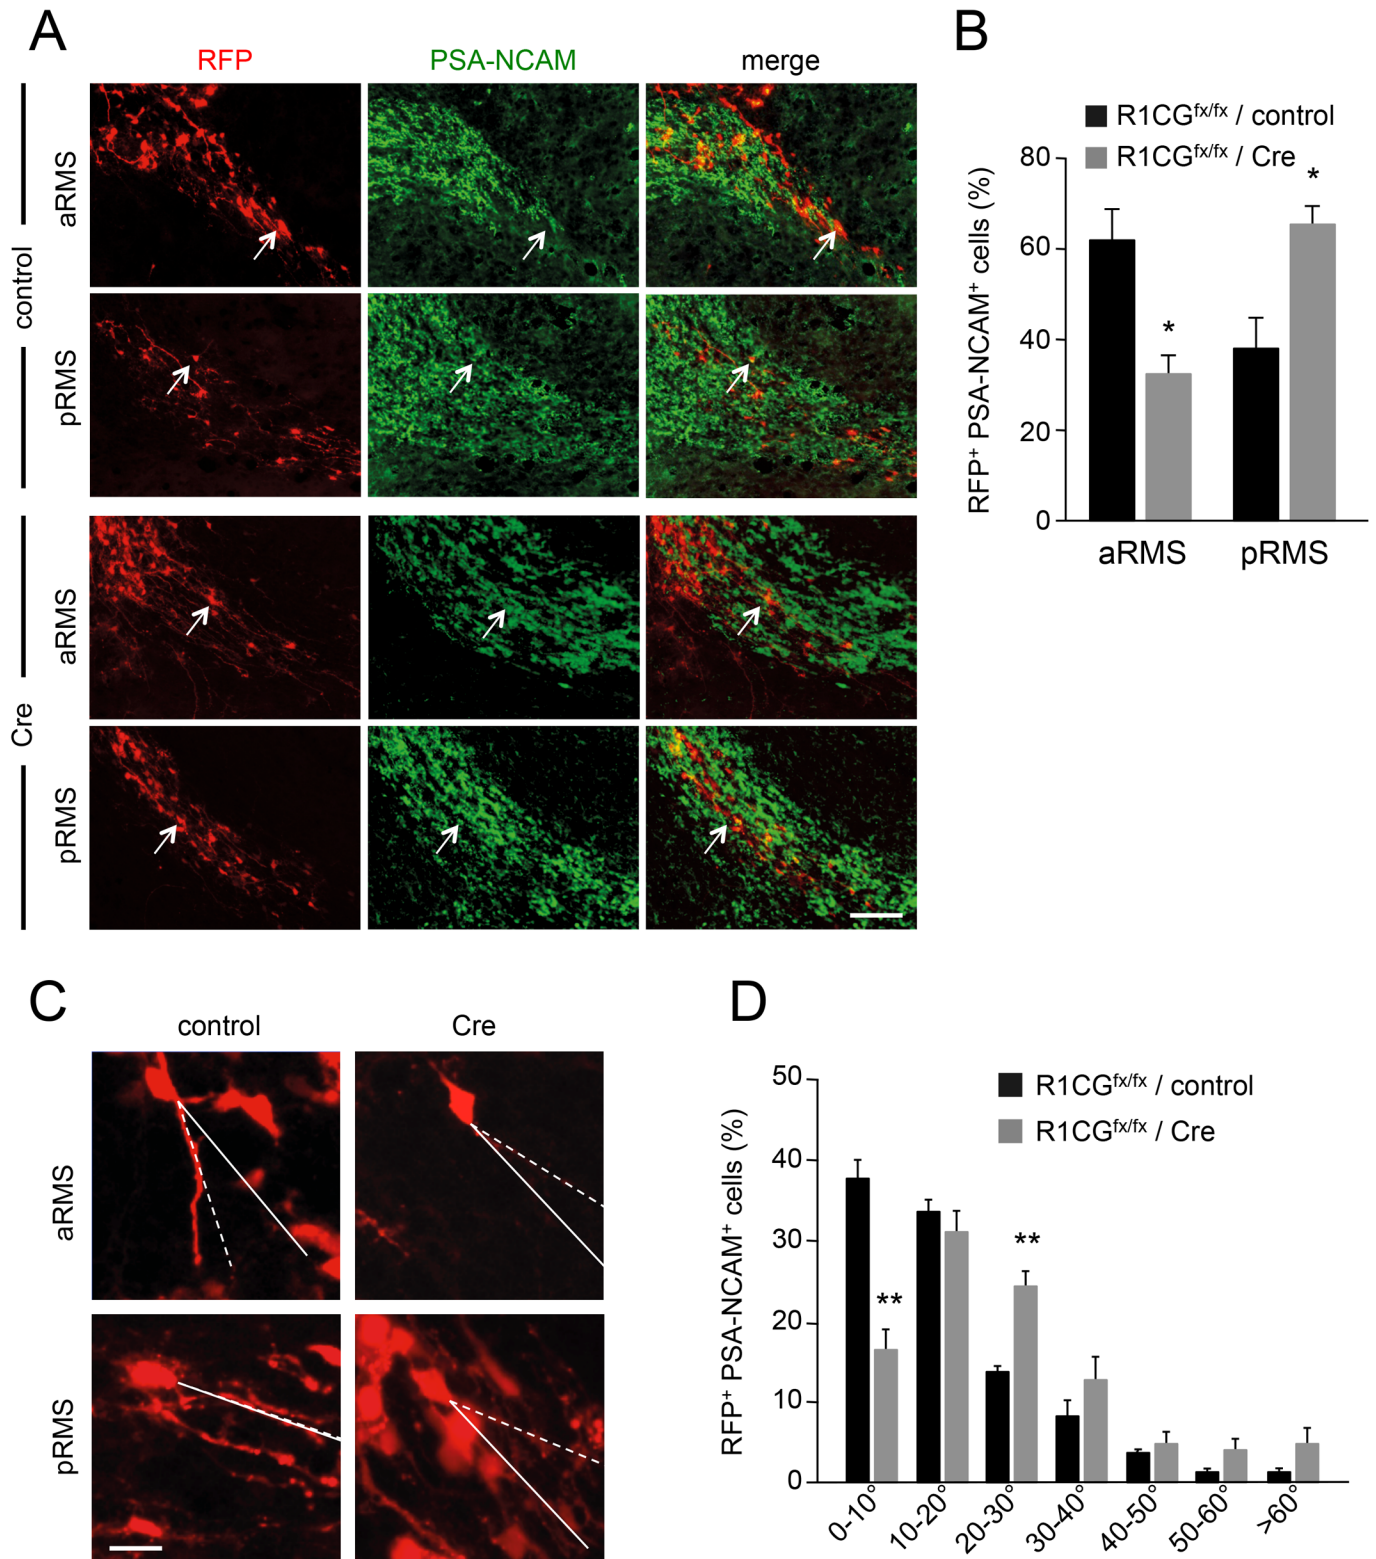 A
RFP
PSA-NCAM
merge
control
aRMS
pRMS
Cre
aRMS
pRMS
B
R1CGfx/fx / control
R1CGfx/fx / Cre
RFP+ PSA-NCAM+ cells (%)
80
60
40
20
0
*
*
aRMS
pRMS
C
control
Cre
aRMS
pRMS
D
R1CGfx/fx / control
R1CGfx/fx / Cre
RFP+ PSA-NCAM+ cells (%)
50
40
30
20
10
0
**
**
0-10°
10-20°
20-30°
30-40°
40-50°
50-60°
>60°